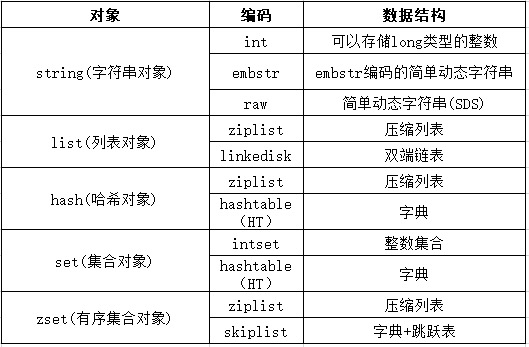 对象 编码 数据结构
string(字符串对象) int 可以存储long类型的整数
embstr embstr编码的简单动态字符串
raw 简单动态字符串(SDS)
list(列表对象) ziplist 压缩列表
linkedisk 双端链表
hash(哈希对象) ziplist 压缩列表
hashtable
（HT） 字典
set(集合对象) intset 整数集合
hashtable
（HT） 字典
zset(有序集合对象) ziplist 压缩列表
skiplist 字典+跳跃表